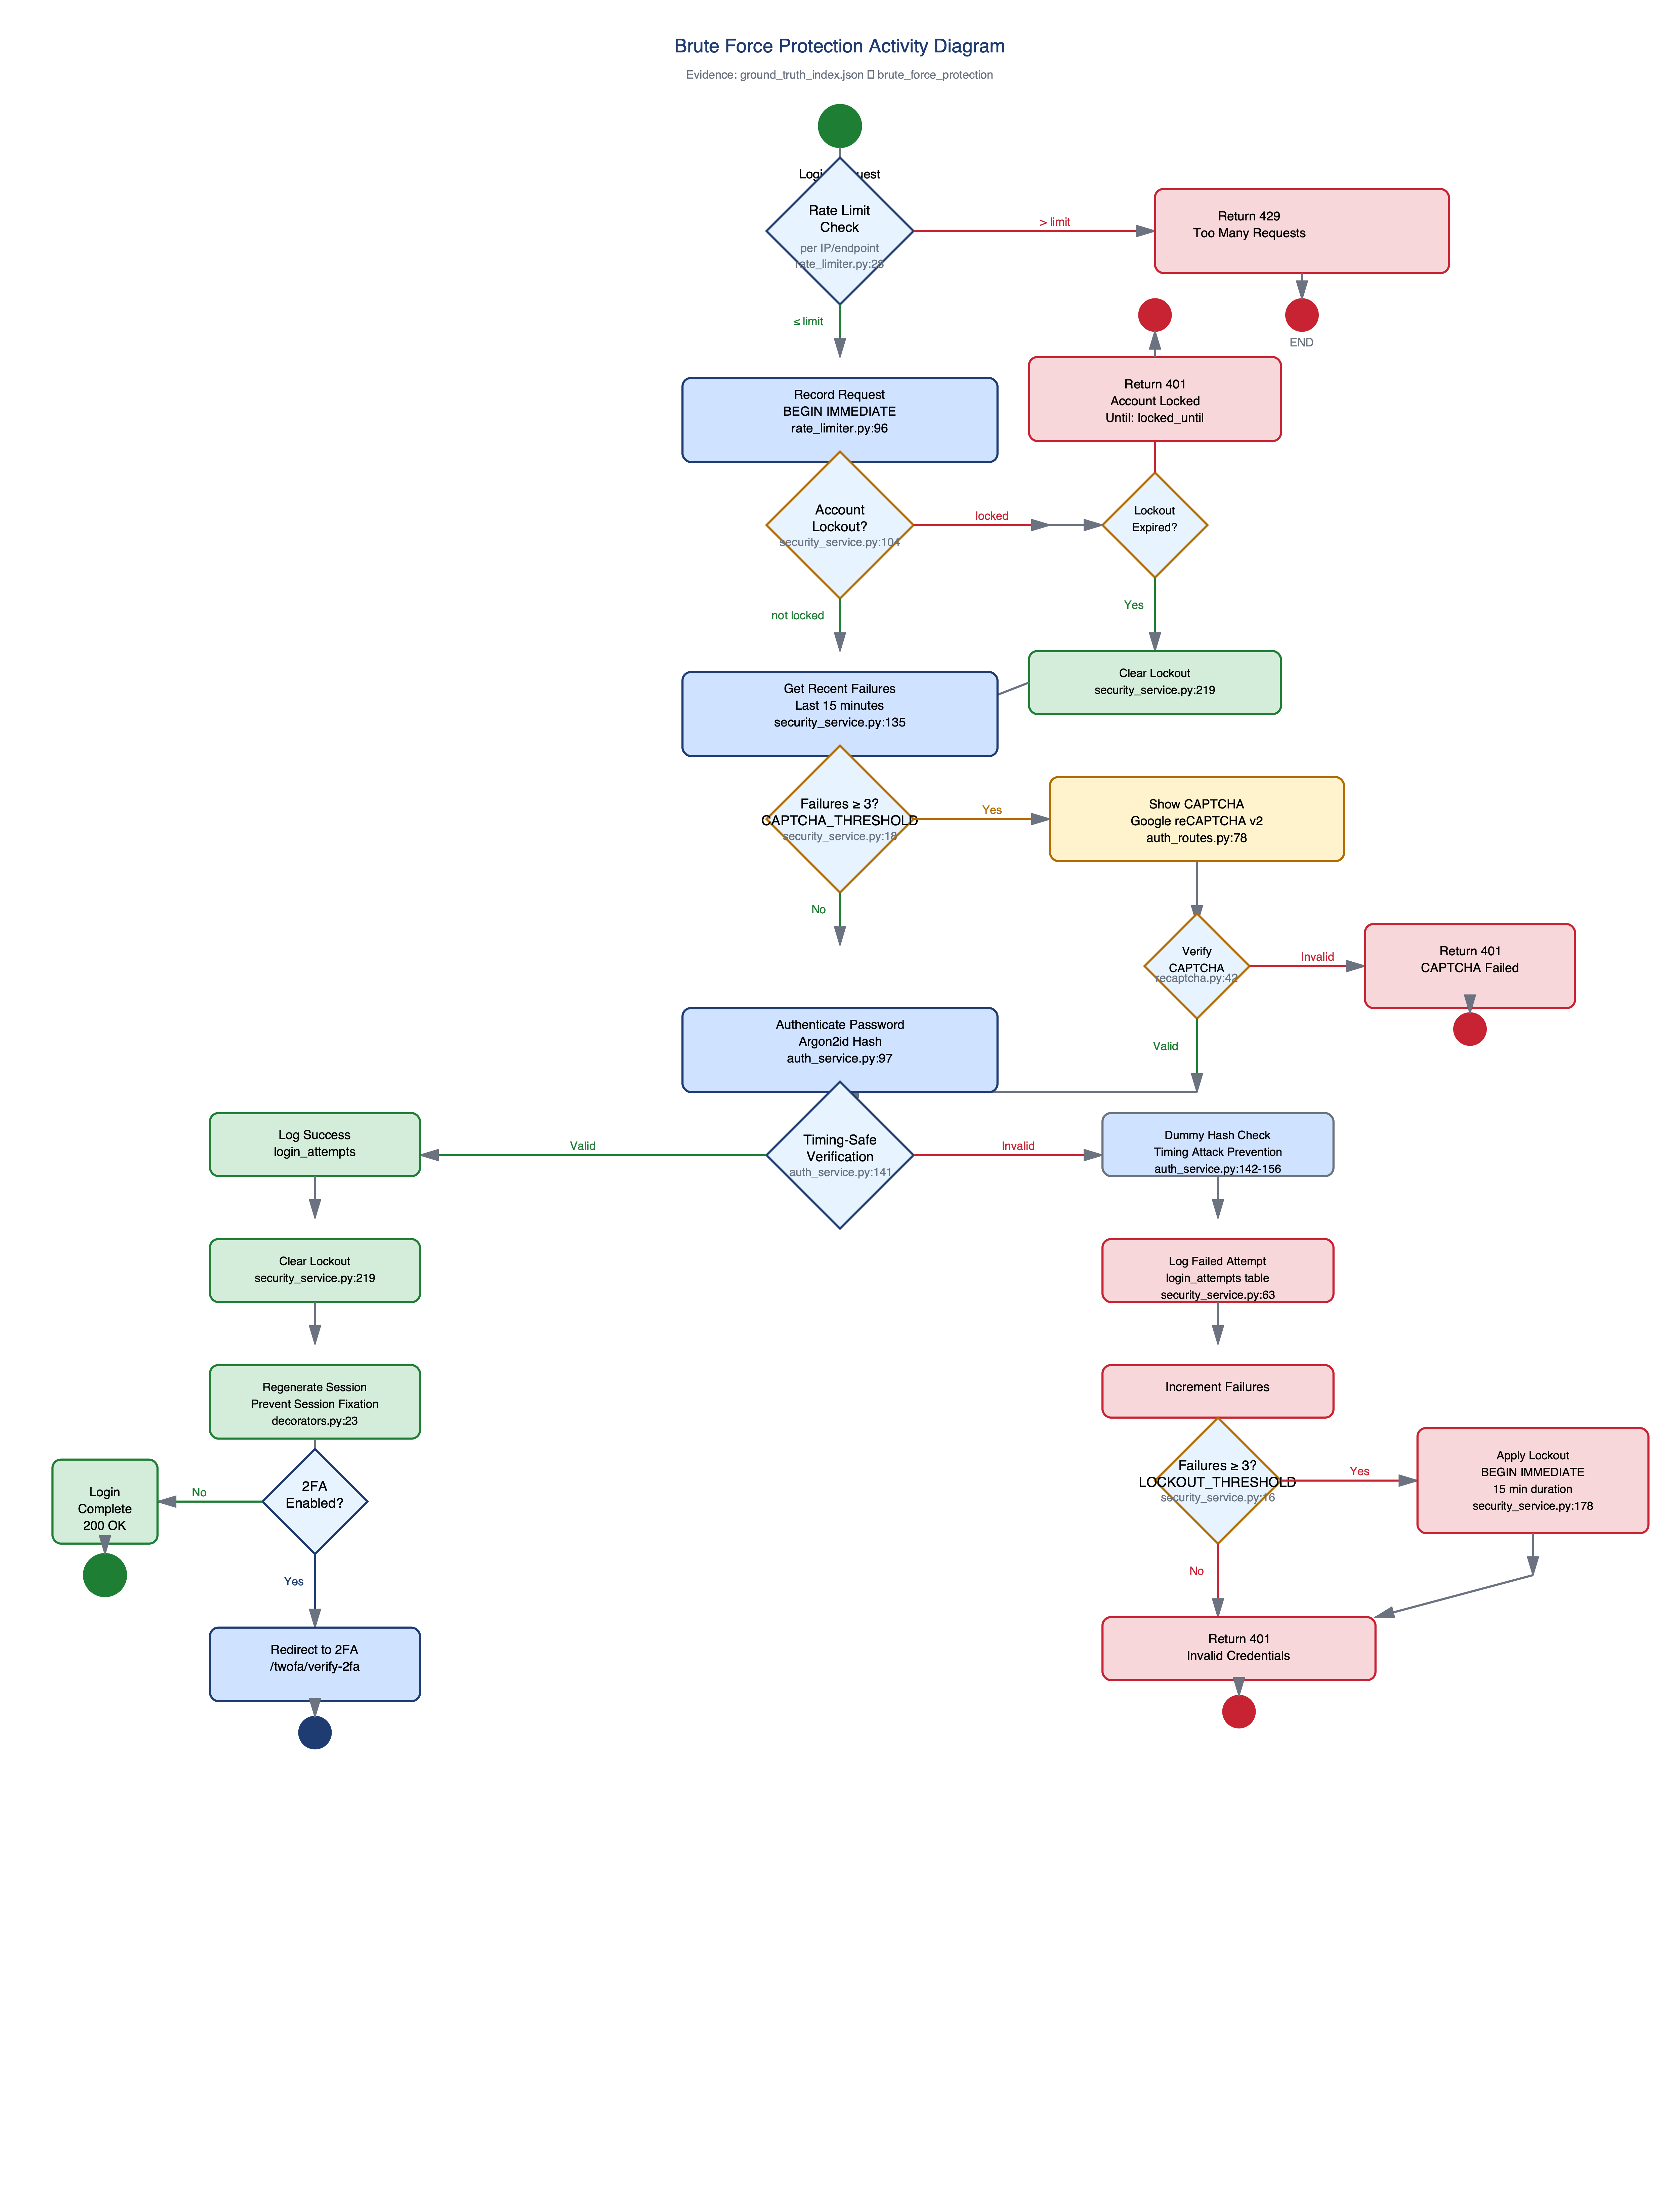 Brute Force Protection Activity Diagram
Evidence: ground_truth_index.json ▯ brute_force_protection
Rate Limit
Check
per IP/endpoint
rate_limiter.py:28
> limit
Return 429
Too Many Requests
END
≤ limit
Record Request
BEGIN IMMEDIATE
rate_limiter.py:96
Return 401
Account Locked
Until: locked_until
Account
Lockout?
security_service.py:104
locked
Lockout
Expired?
not locked
Yes
Get Recent Failures
Last 15 minutes
security_service.py:135
Clear Lockout
security_service.py:219
Failures ≥ 3?
CAPTCHA_THRESHOLD
security_service.py:18
Yes
Show CAPTCHA
Google reCAPTCHA v2
auth_routes.py:78
No
Verify
CAPTCHA
recaptcha.py:42
Invalid
Return 401
CAPTCHA Failed
Valid
Authenticate Password
Argon2id Hash
auth_service.py:97
Timing-Safe
Verification
auth_service.py:141
Valid
Log Success
login_attempts
Invalid
Dummy Hash Check
Timing Attack Prevention
auth_service.py:142-156
Clear Lockout
security_service.py:219
Log Failed Attempt
login_attempts table
security_service.py:63
Regenerate Session
Prevent Session Fixation
decorators.py:23
Increment Failures
2FA
Enabled?
No
Login
Complete
200 OK
Failures ≥ 3?
LOCKOUT_THRESHOLD
security_service.py:16
Yes
Apply Lockout
BEGIN IMMEDIATE
15 min duration
security_service.py:178
Yes
No
Redirect to 2FA
/twofa/verify-2fa
Return 401
Invalid Credentials